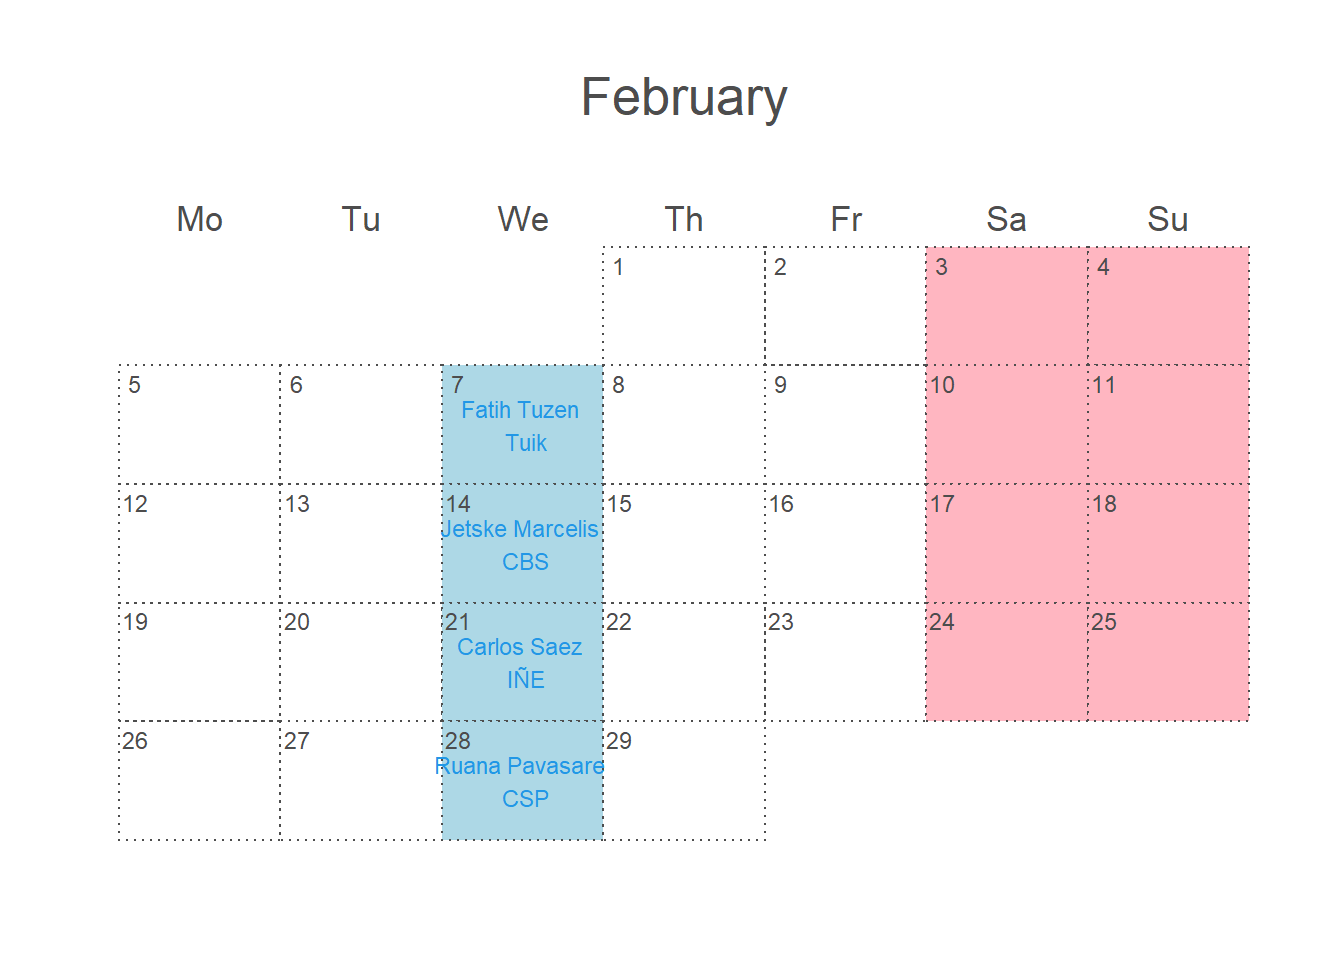 February
Mo Tu We Th Fr Sa Su
1 2 3 4
5 6 7 8 9 10 11
Fatih Tuzen
Tuik
12 13 14 15 16 17 18
Jetske Marcelis
CBS
19 20 21 22 23 24 25
Carlos Saez
IÑE
26 27 28 29
Ruana Pavasare
CSP